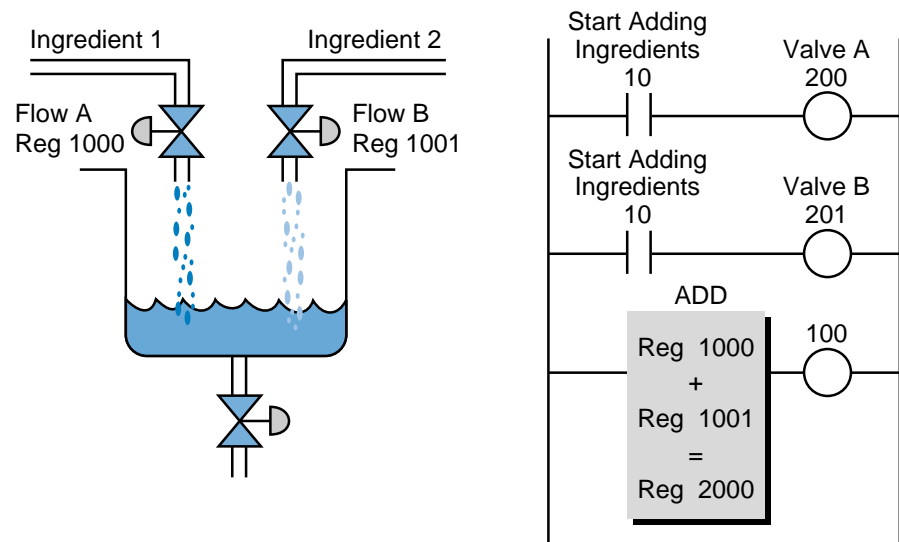 Ingredient 1
Ingredient 2
Flow A
Reg 1000
Flow B
Reg 1001
Start Adding
Ingredients
10
Valve A
200
Start Adding
Ingredients
10
Valve B
201
ADD
Reg 1000
+
Reg 1001
=
Reg 2000
100